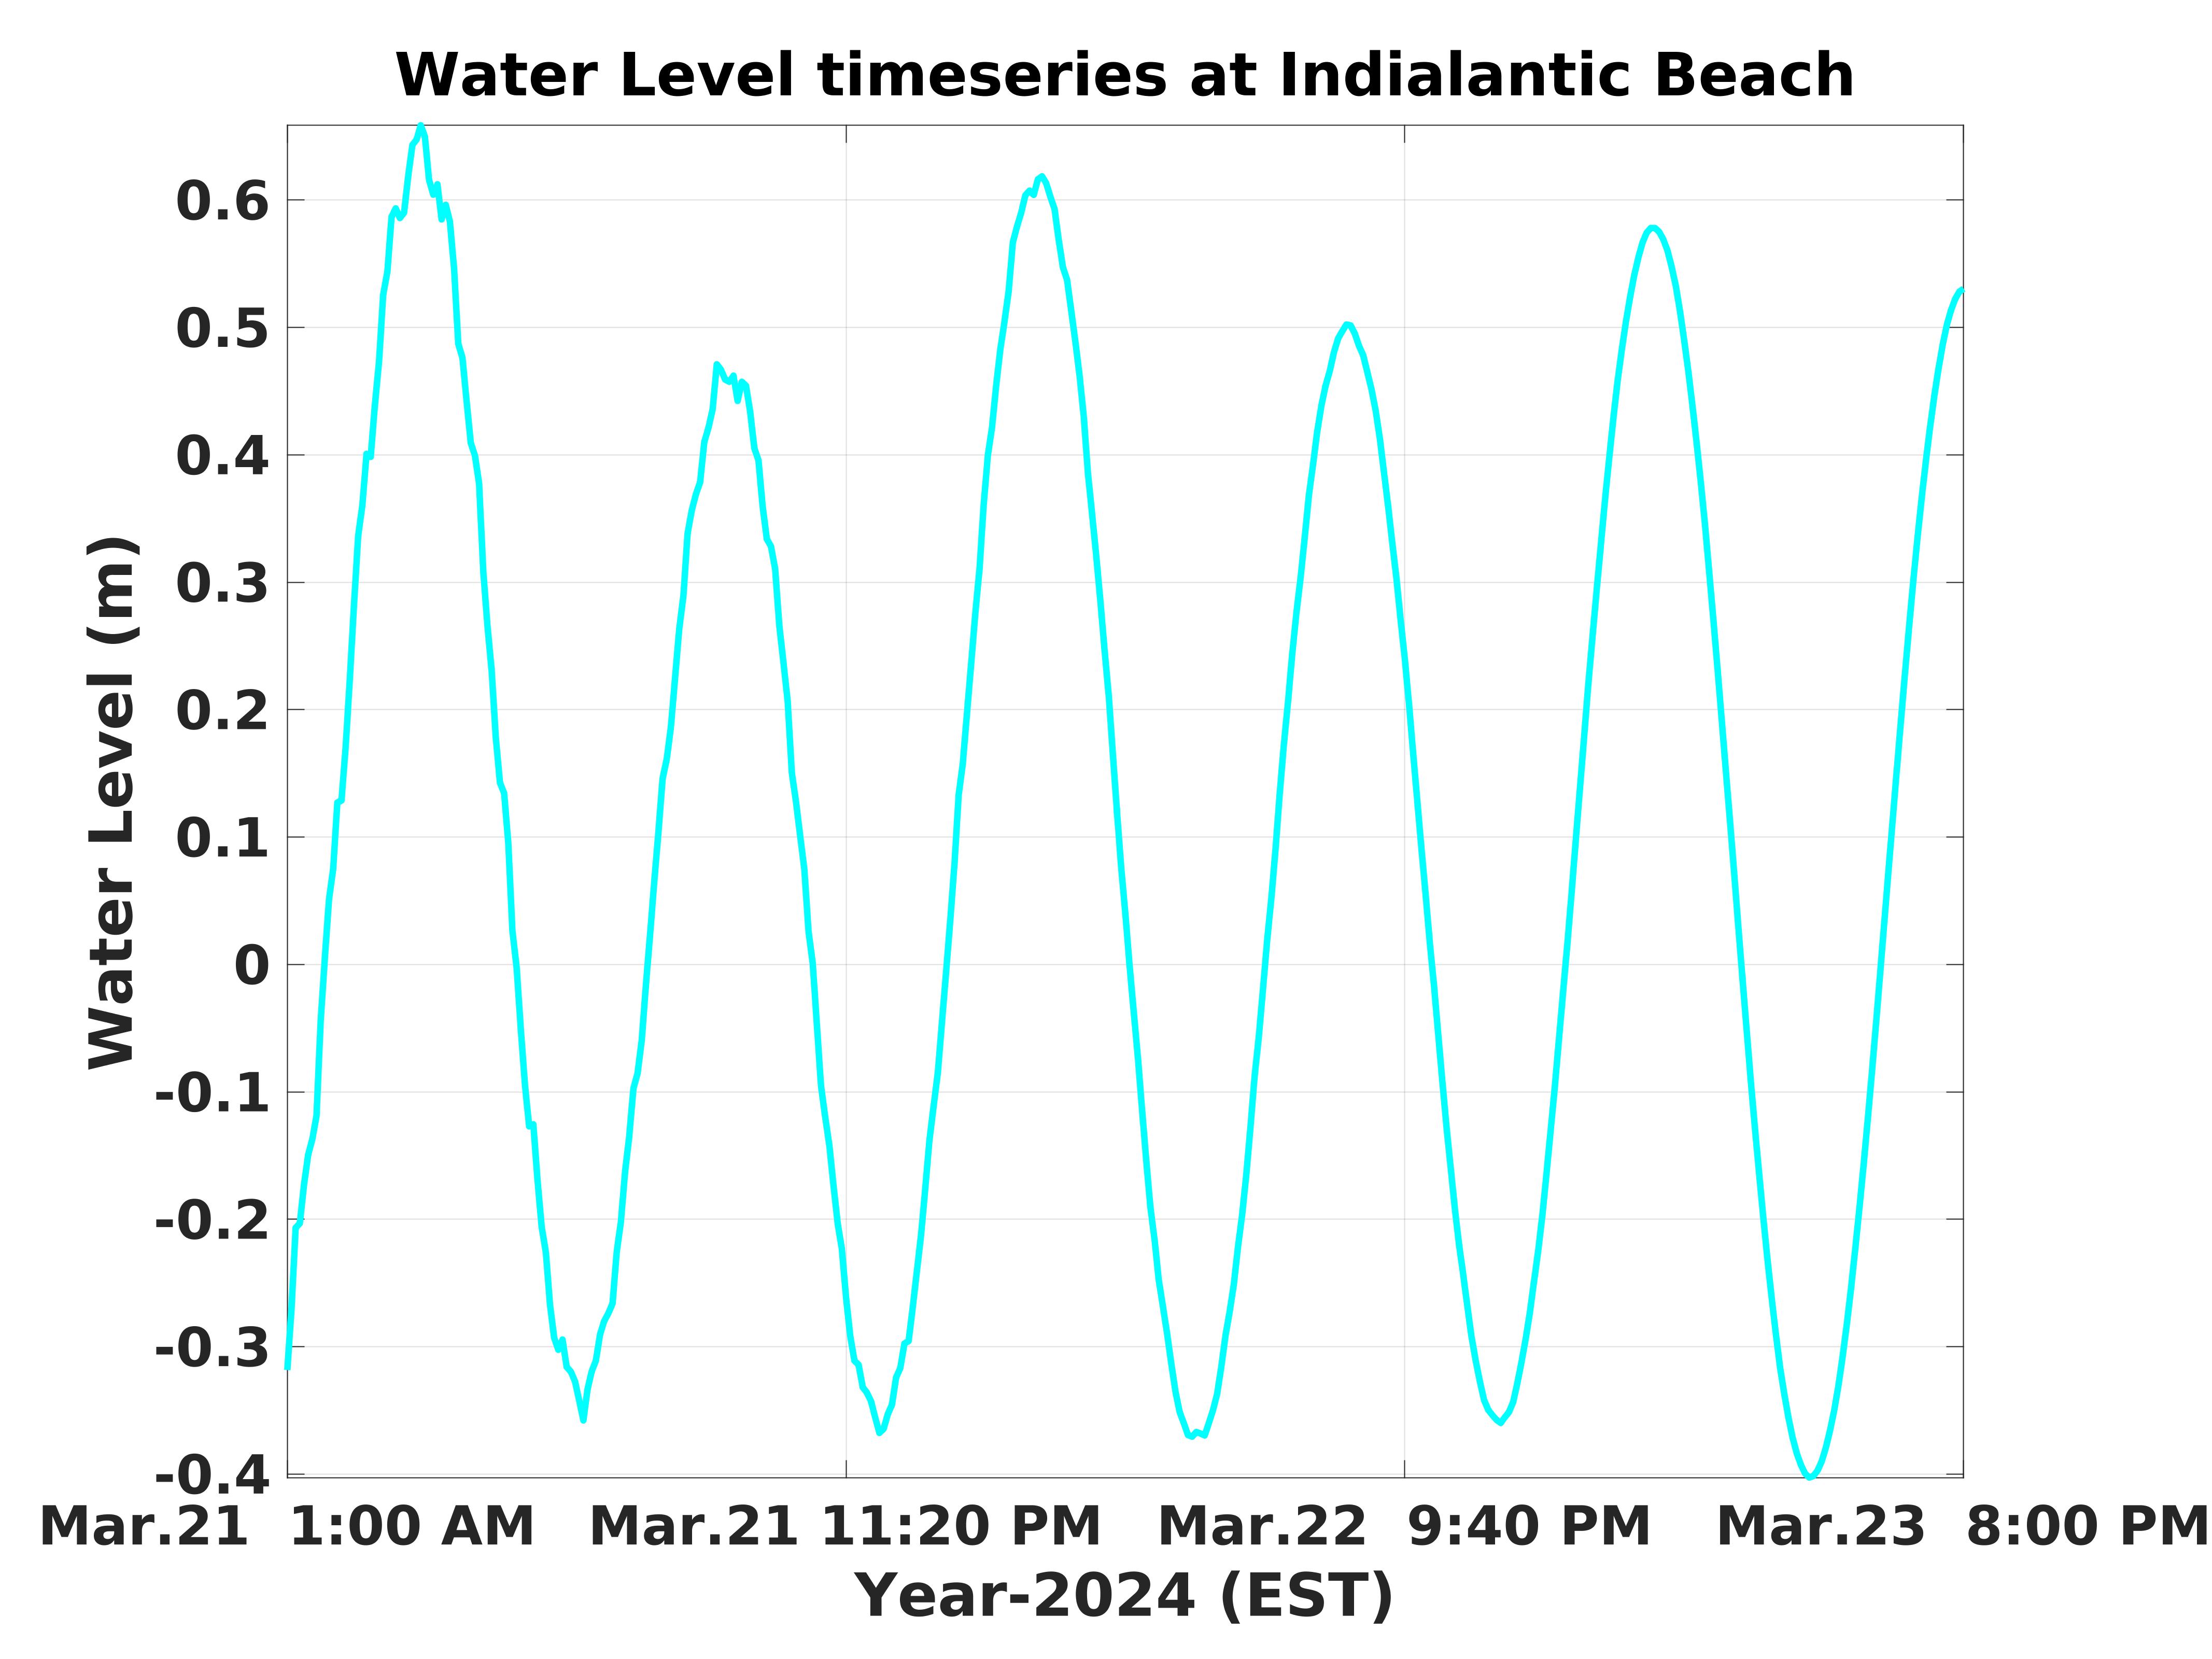 Water Level timeseries at Indialantic Beach
0.6
0.5
0.4
0.3
0.2
0.1
0
-0.1
-0.2
-0.3
-0.4
Water Level (m)
Mar.21 1:00 AM Mar.21 11:20 PM Mar.22 9:40 PM Mar.23 8:00 PM
Year-2024 (EST)